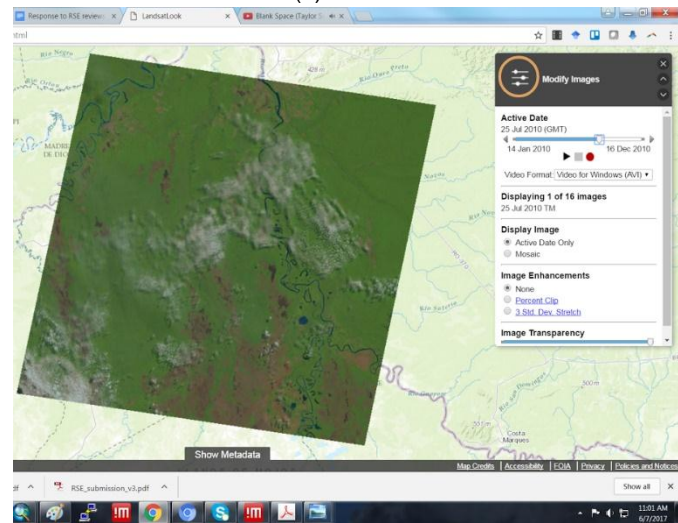 Response to RSE review
LandsatLook
Blank Space (Taylor S
html
Modify Images
Active Date
25 Jul 2010 (GMT)
14 Jan 2010
16 Dec 2010
Video Format: Video for Windows (AVI)
Displaying 1 of 16 images
25 Jul 2010 TM
Display Image
Active Date Only
Mosaic
Image Enhancements
None
Percent Clip
3 Std. Dev. Stretch
Image Transparency
Costa
Marques
Show Metadata
Map Credits | Accessibility | FOIA | Privacy | Policies and Notices
RSE_submission_v3.pdf
Show all
11:01 AM
6/7/2017